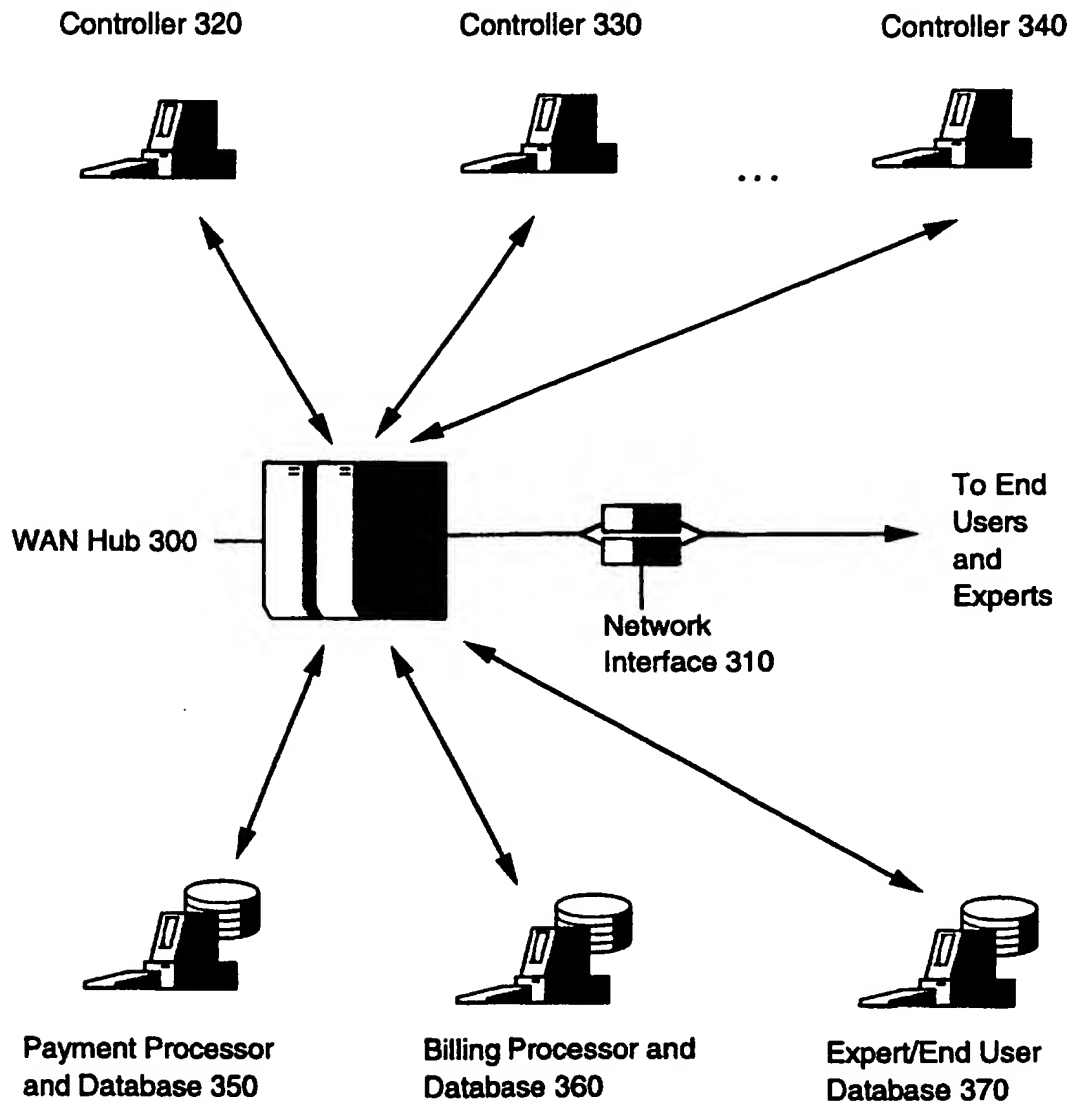 Controller 320
Controller 330
Controller 340
...
WAN Hub 300
To End
Users
and
Experts
Network
Interface 310
Payment Processor
and Database 350
Billing Processor and
Database 360
Expert/End User
Database 370